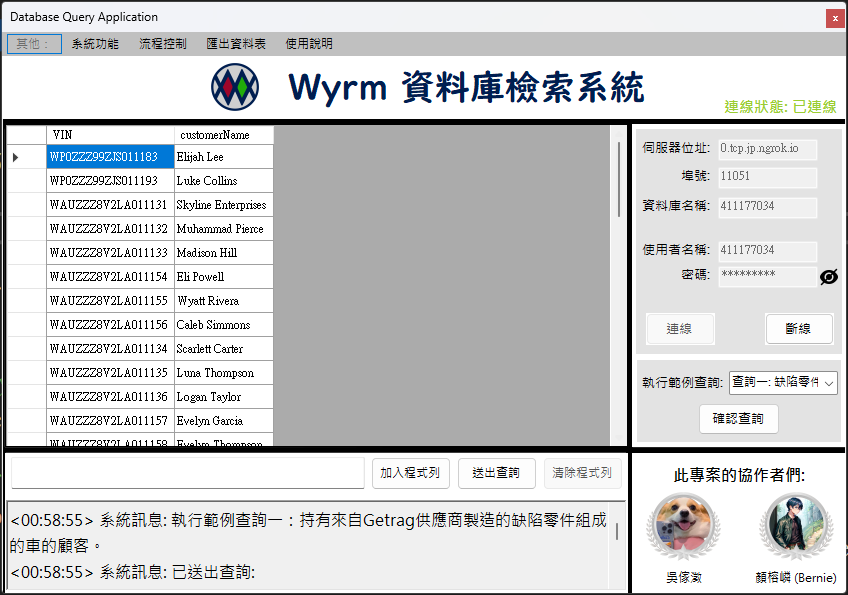 Database Query Application
x
其他： 系統功能 流程控制 匯出資料表 使用說明
Wyrm 資料庫檢索系統
連線狀態: 已連線
VIN customerName
WP0ZZZ99ZJS011183 Elijah Lee
WP0ZZZ99ZJS011193 Luke Collins
WAUZZZ8V2LA011131 Skyline Enterprises
WAUZZZ8V2LA011132 Muhammad Pierce
WAUZZZ8V2LA011133 Madison Hill
WAUZZZ8V2LA011154 Eli Powell
WAUZZZ8V2LA011155 Wyatt Rivera
WAUZZZ8V2LA011156 Caleb Simmons
WAUZZZ8V2LA011134 Scarlett Carter
WAUZZZ8V2LA011135 Luna Thompson
WAUZZZ8V2LA011136 Logan Taylor
WAUZZZ8V2LA011157 Evelyn Garcia
WAUZZZ8V2LA011158 Evelyn Thompson
伺服器位址: 0.tcp.jp.ngrok.io
埠號: 11051
資料庫名稱: 411177034
使用者名稱: 411177034
密碼: *********
連線 斷線
執行範例查詢: 查詢一: 缺陷零件
確認查詢
加入程式列 送出查詢 清除程式列
<00:58:55> 系統訊息: 執行範例查詢一：持有來自Getrag供應商製造的缺陷零件組成
的車的顧客。
<00:58:55> 系統訊息: 已送出查詢:
此專案的協作者們:
吳傢澂 顏榕嶙 (Bernie)